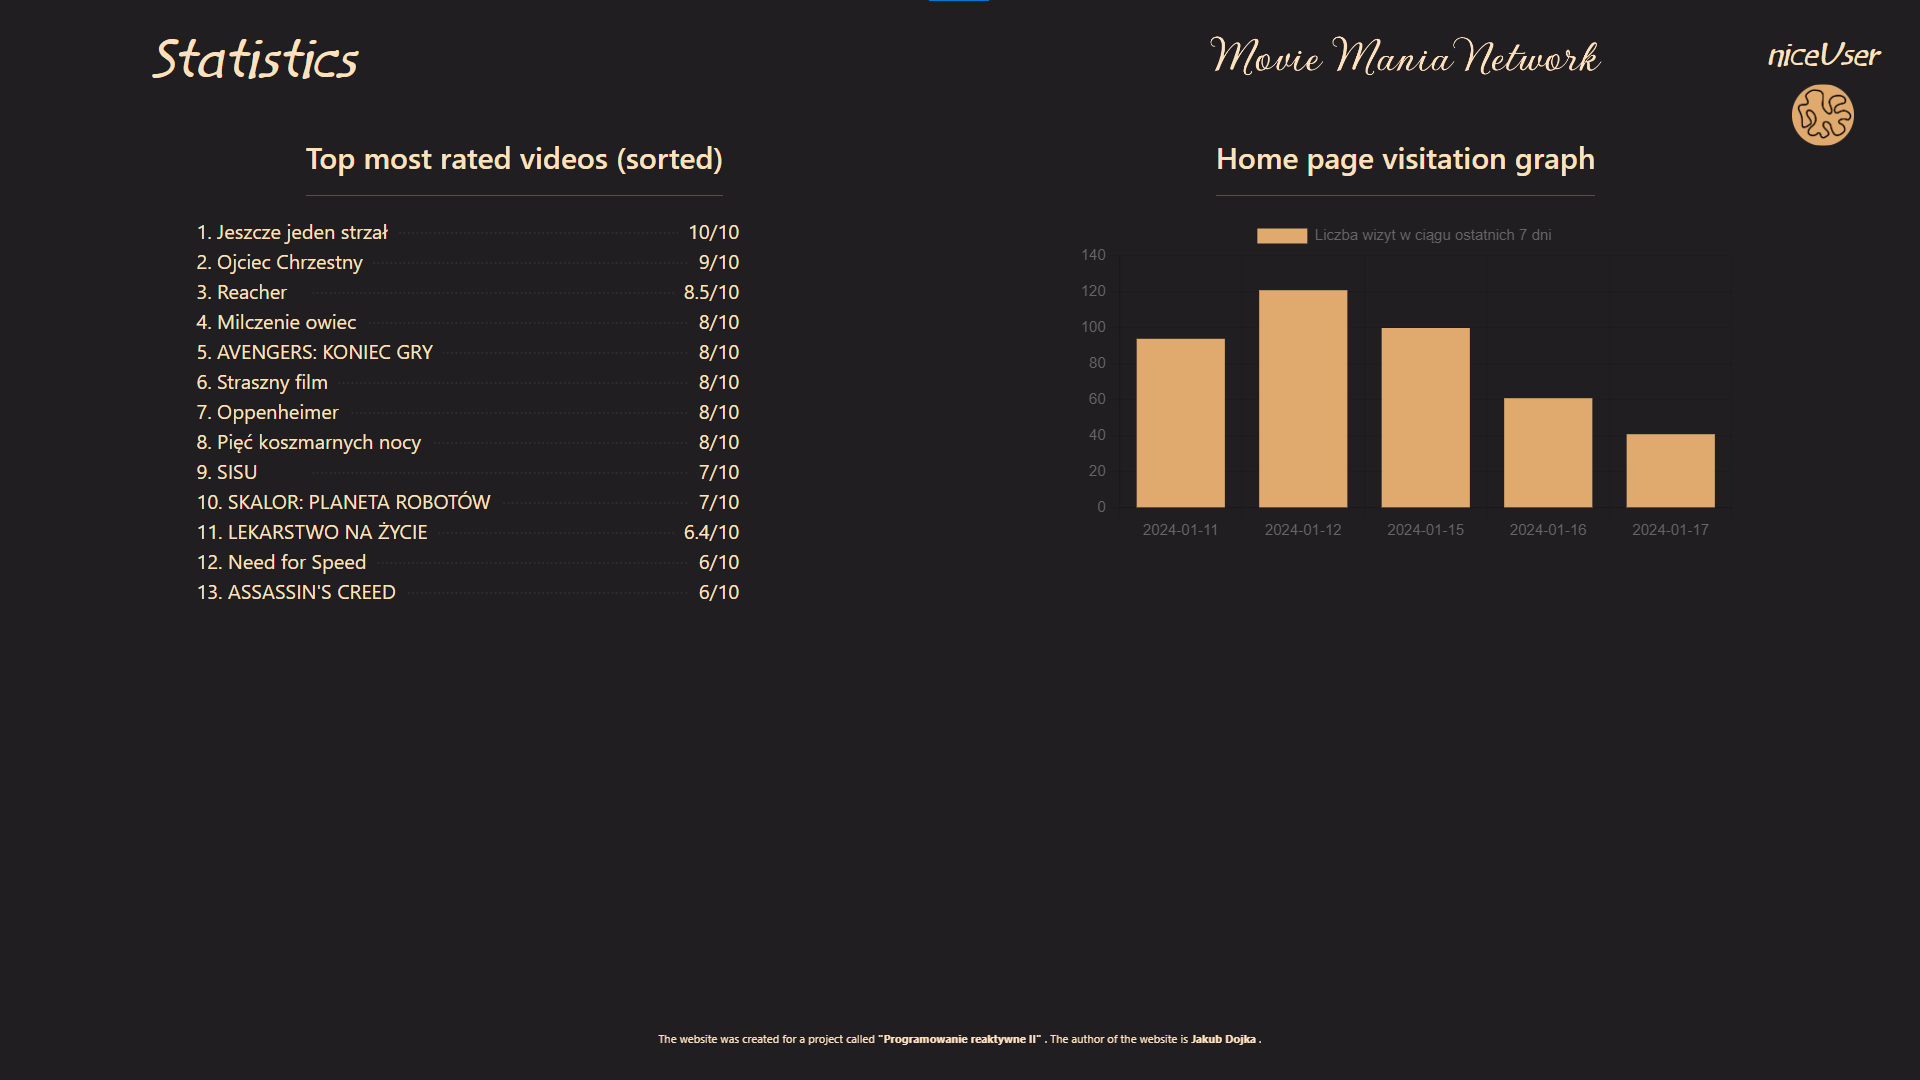 Statistics
Movie Mania Network
niceUser
Top most rated videos (sorted)
1. Jeszcze jeden strzał 10/10
2. Ojciec Chrzestny 9/10
3. Reacher 8.5/10
4. Milczenie owiec 8/10
5. AVENGERS: KONIEC GRY 8/10
6. Straszny film 8/10
7. Oppenheimer 8/10
8. Pięć koszmarnych nocy 8/10
9. SISU 7/10
10. SKALOR: PLANETA ROBOTÓW 7/10
11. LEKARSTWO NA ŻYCIE 6.4/10
12. Need for Speed 6/10
13. ASSASSIN'S CREED 6/10
Home page visitation graph
Liczba wizyt w ciągu ostatnich 7 dni
140
120
100
80
60
40
20
0
2024-01-11 2024-01-12 2024-01-15 2024-01-16 2024-01-17
The website was created for a project called "Programowanie reaktywne II" . The author of the website is Jakub Dojka .